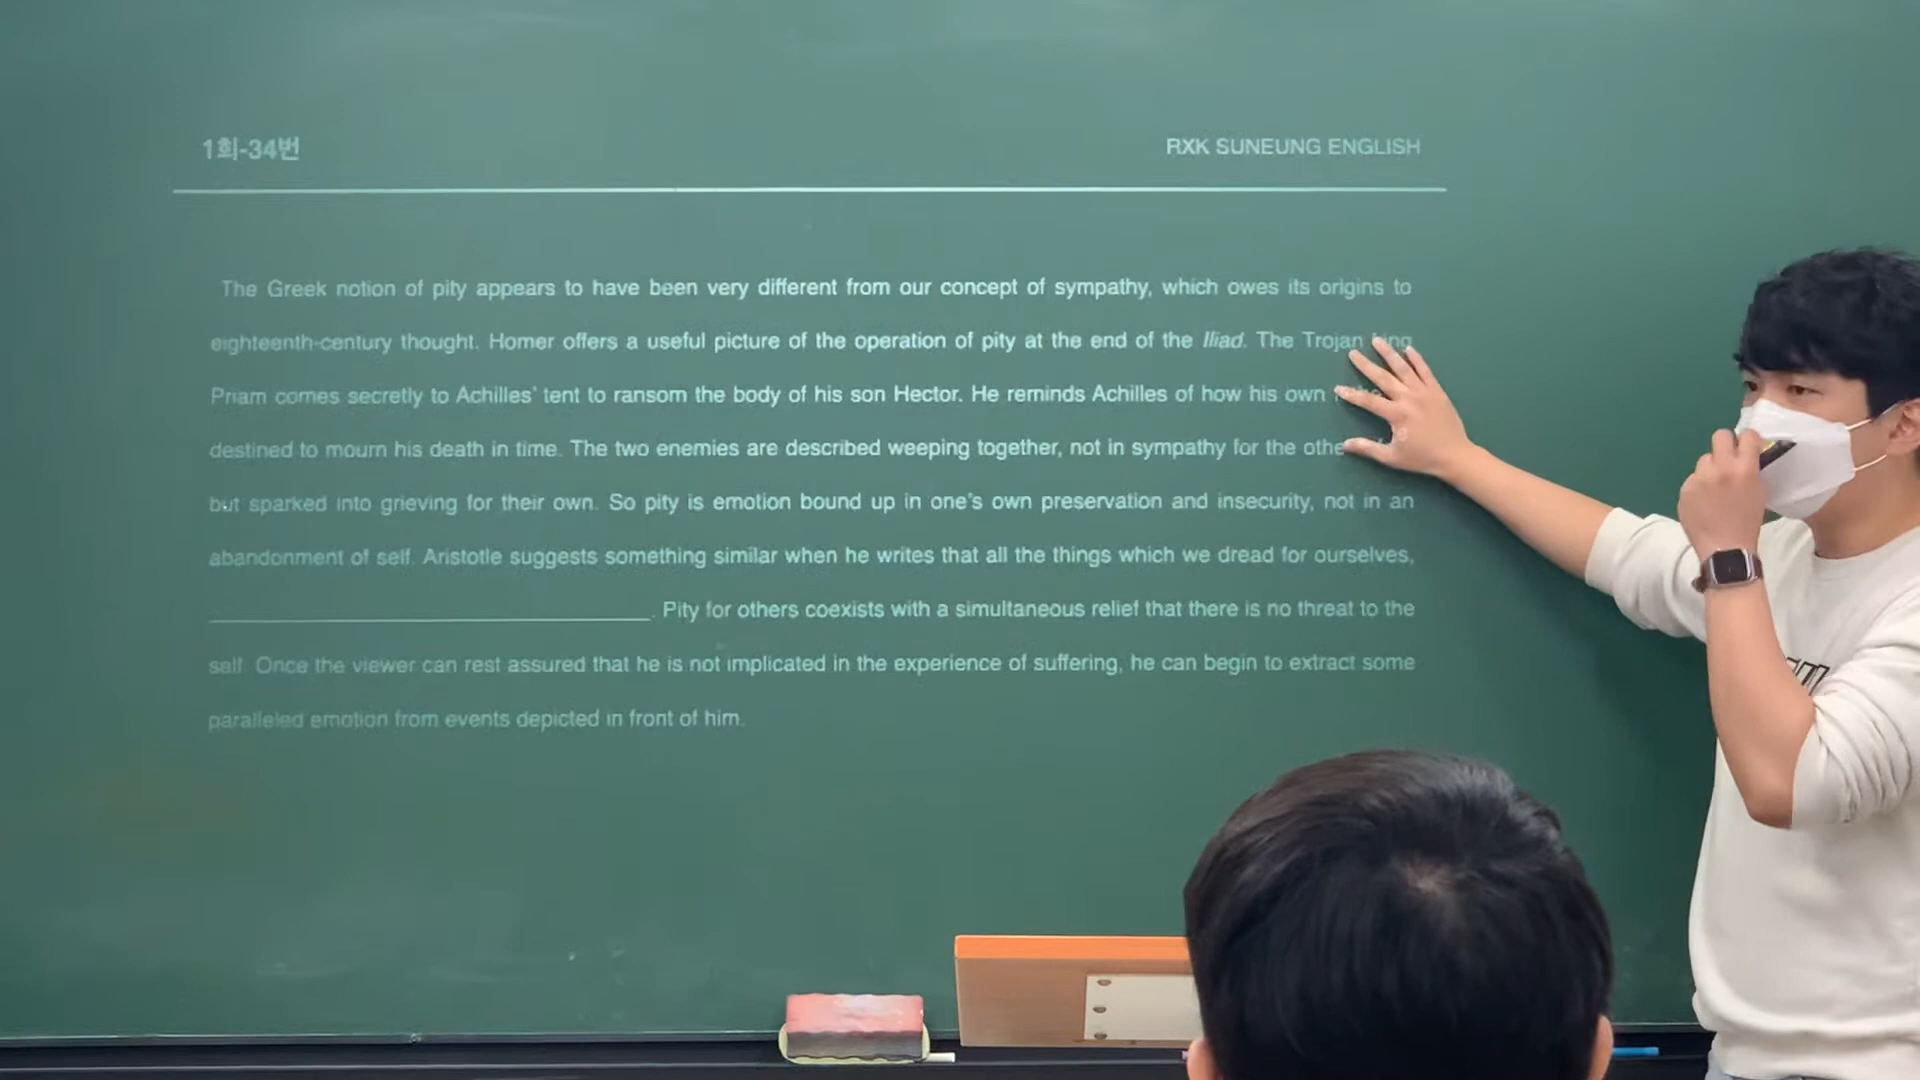 1회-34번
RXK SUNEUNG ENGLISH
The Greek notion of pity appears to have been very different from our concept of sympathy, which owes its origins to
eighteenth-century thought. Homer offers a useful picture of the operation of pity at the end of the Iliad. The Trojan king
Priam comes secretly to Achilles' tent to ransom the body of his son Hector. He reminds Achilles of how his own
destined to mourn his death in time. The two enemies are described weeping together, not in sympathy for the
but sparked into grieving for their own. So pity is emotion bound up in one's own preservation and insecurity, not in an
abandonment of self. Aristotle suggests something similar when he writes that all the things which we dread for ourselves,
. Pity for others coexists with a simultaneous relief that there is no threat to the
self. Once the viewer can rest assured that he is not implicated in the experience of suffering, he can begin to extract some
paralleled emotion from events depicted in front of him.